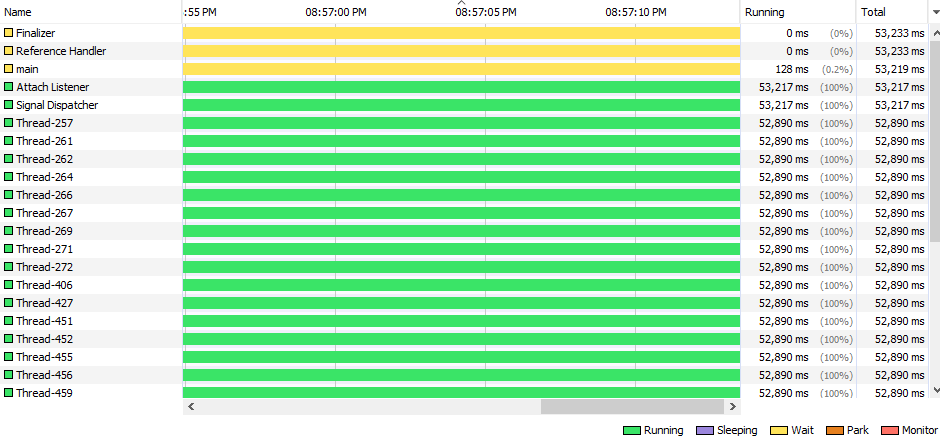 Name :55 PM 08:57:00 PM 08:57:05 PM 08:57:10 PM Running Total
Finalizer 0 ms (0%) 53,233 ms
Reference Handler 0 ms (0%) 53,233 ms
main 128 ms (0.2%) 53,219 ms
Attach Listener 53,217 ms (100%) 53,217 ms
Signal Dispatcher 53,217 ms (100%) 53,217 ms
Thread-257 52,890 ms (100%) 52,890 ms
Thread-261 52,890 ms (100%) 52,890 ms
Thread-262 52,890 ms (100%) 52,890 ms
Thread-264 52,890 ms (100%) 52,890 ms
Thread-266 52,890 ms (100%) 52,890 ms
Thread-267 52,890 ms (100%) 52,890 ms
Thread-269 52,890 ms (100%) 52,890 ms
Thread-271 52,890 ms (100%) 52,890 ms
Thread-272 52,890 ms (100%) 52,890 ms
Thread-406 52,890 ms (100%) 52,890 ms
Thread-427 52,890 ms (100%) 52,890 ms
Thread-451 52,890 ms (100%) 52,890 ms
Thread-452 52,890 ms (100%) 52,890 ms
Thread-455 52,890 ms (100%) 52,890 ms
Thread-456 52,890 ms (100%) 52,890 ms
Thread-459 52,890 ms (100%) 52,890 ms
Running Sleeping Wait Park Monitor